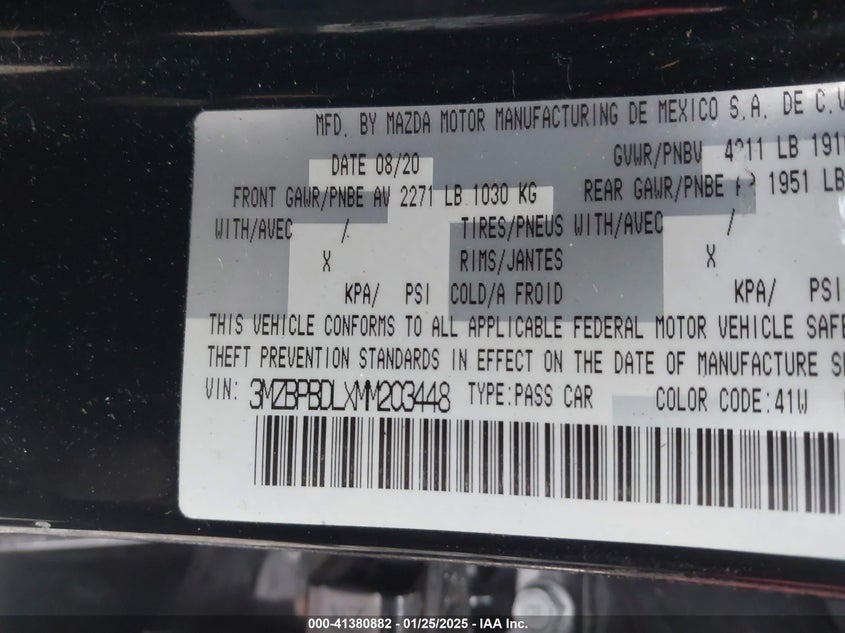 MFD. BY MAZDA MOTOR MANUFACTURING DE MEXICO S.A. DE C.V
DATE 08/20 GVWR/PNBV LB
FRONT GAWR/PNBE AV 2271 LB 1030 KG REAR GAWR/PNBE 1951 LB
WITH/AVEC / TIRES/PNEUS WITH/AVEC /
X RIMS/JANTES X
KPA/ PSI COLD/A FROID KPA/ PSI
THIS VEHICLE CONFORMS TO ALL APPLICABLE FEDERAL MOTOR VEHICLE SAFE
THEFT PREVENTION STANDARDS IN EFFECT ON THE DATE OF MANUFACTURE
VIN: 3MZBPBDLXMM203448 TYPE:PASS CAR COLOR CODE:41W
000-41380882 - 01/25/2025 - IAA Inc.